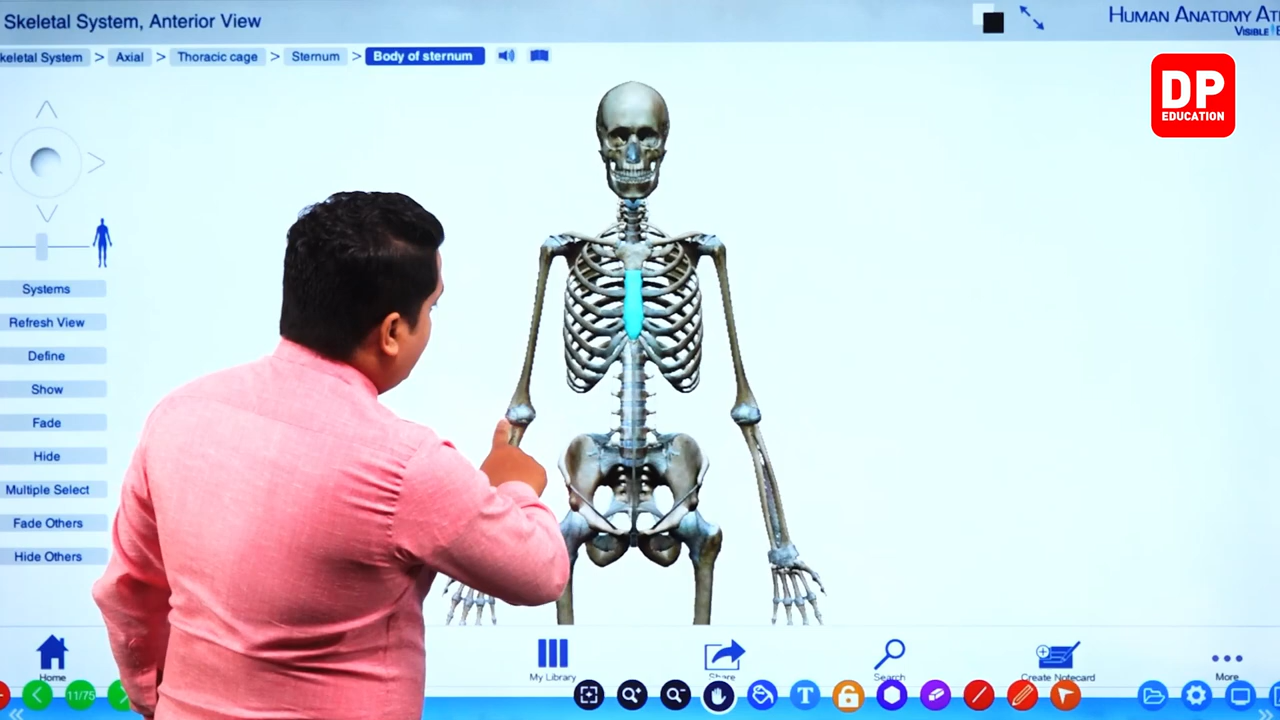 Skeletal System, Anterior View
HUMAN ANATOMY AT
VISIBLE
keletal System > Axial > Thoracic cage > Sternum > Body of sternum
DP
EDUCATION
Systems
Refresh View
Define
Show
Fade
Hide
Multiple Select
Fade Others
Hide Others
Home
My Library
Share
Search
Create Notecard
More
11/75
T